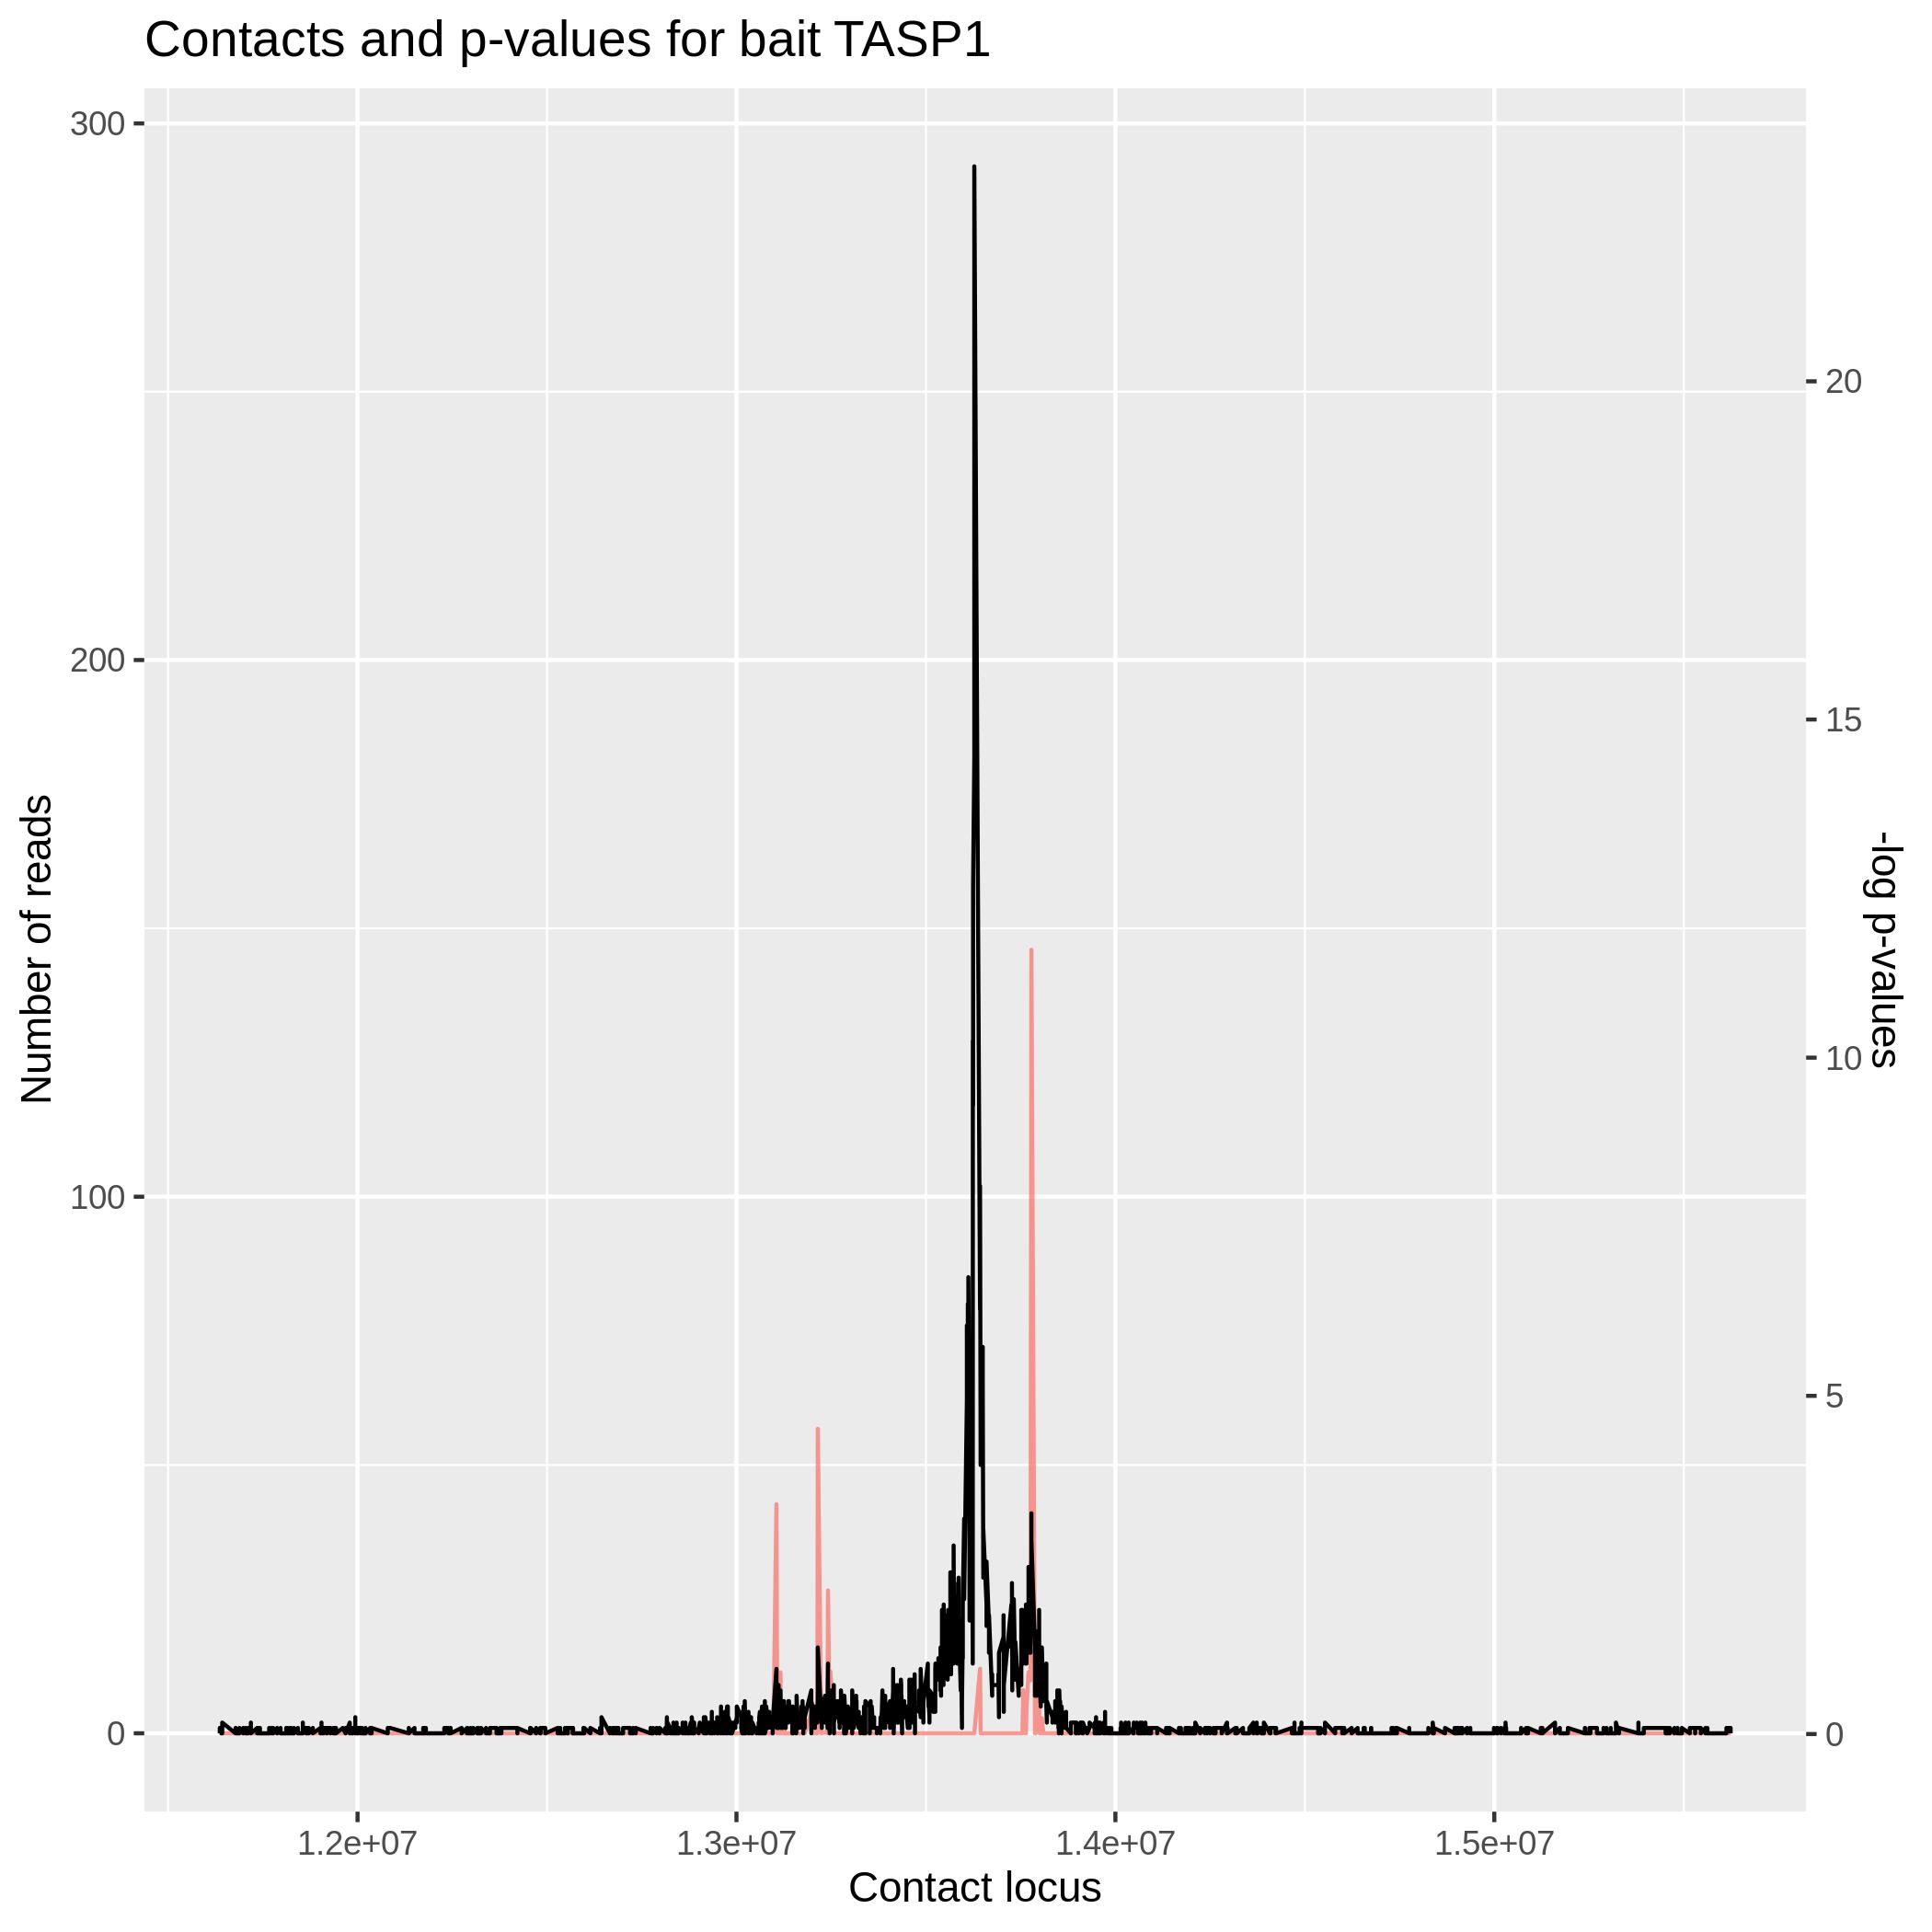 Contacts and p-values for bait TASP1
300
200
100
0
Number of reads
20
15
10
5
0
-log p-values
1.2e+07
1.3e+07
1.4e+07
1.5e+07
Contact locus